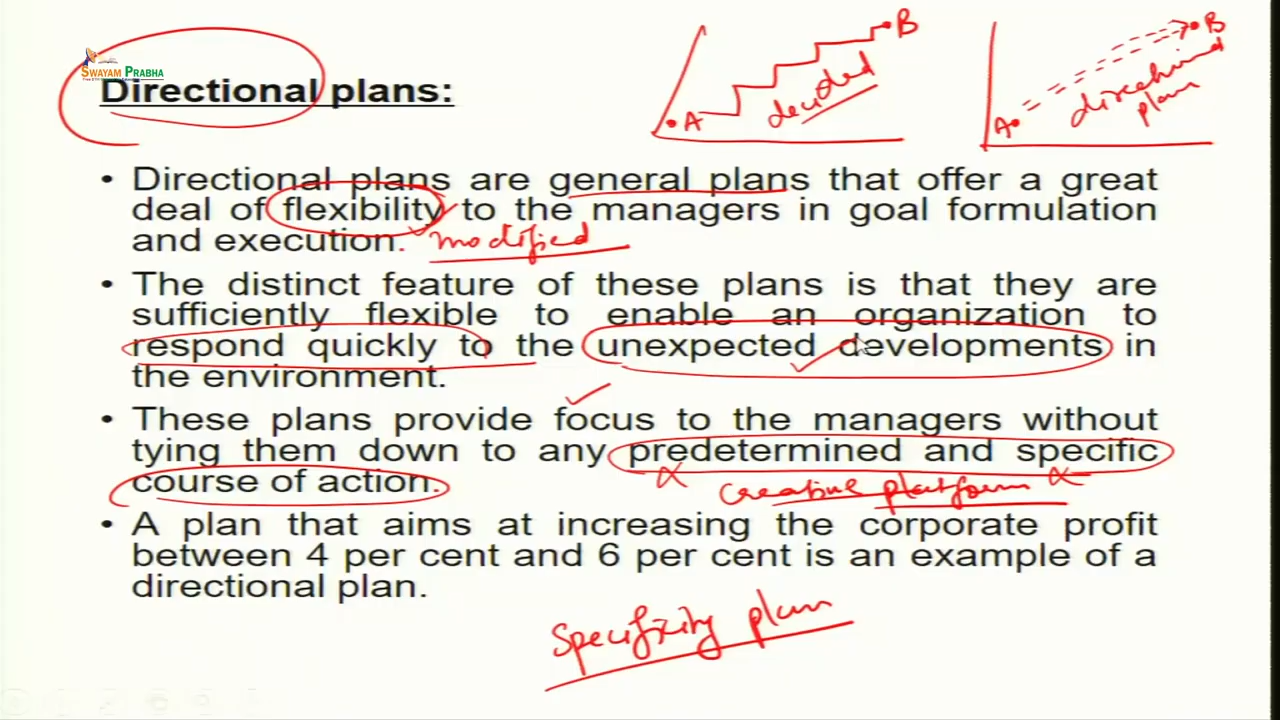 SWAYAM PRABHA
Directional plans:
A
B
decided
A
B
directional
plan
• Directional plans are general plans that offer a great
deal of flexibility to the managers in goal formulation
and execution. modified
• The distinct feature of these plans is that they are
sufficiently flexible to enable an organization to
respond quickly to the unexpected developments in
the environment.
• These plans provide focus to the managers without
tying them down to any predetermined and specific
course of action.
creative platform
• A plan that aims at increasing the corporate profit
between 4 per cent and 6 per cent is an example of a
directional plan.
Specifixity plan